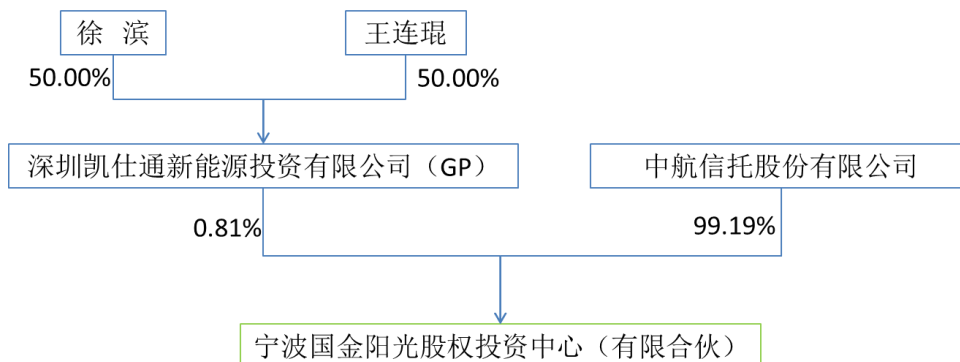 徐 滨
王连琨
50.00%
50.00%
深圳凯仕通新能源投资有限公司（GP）
中航信托股份有限公司
0.81%
99.19%
宁波国金阳光股权投资中心（有限合伙）